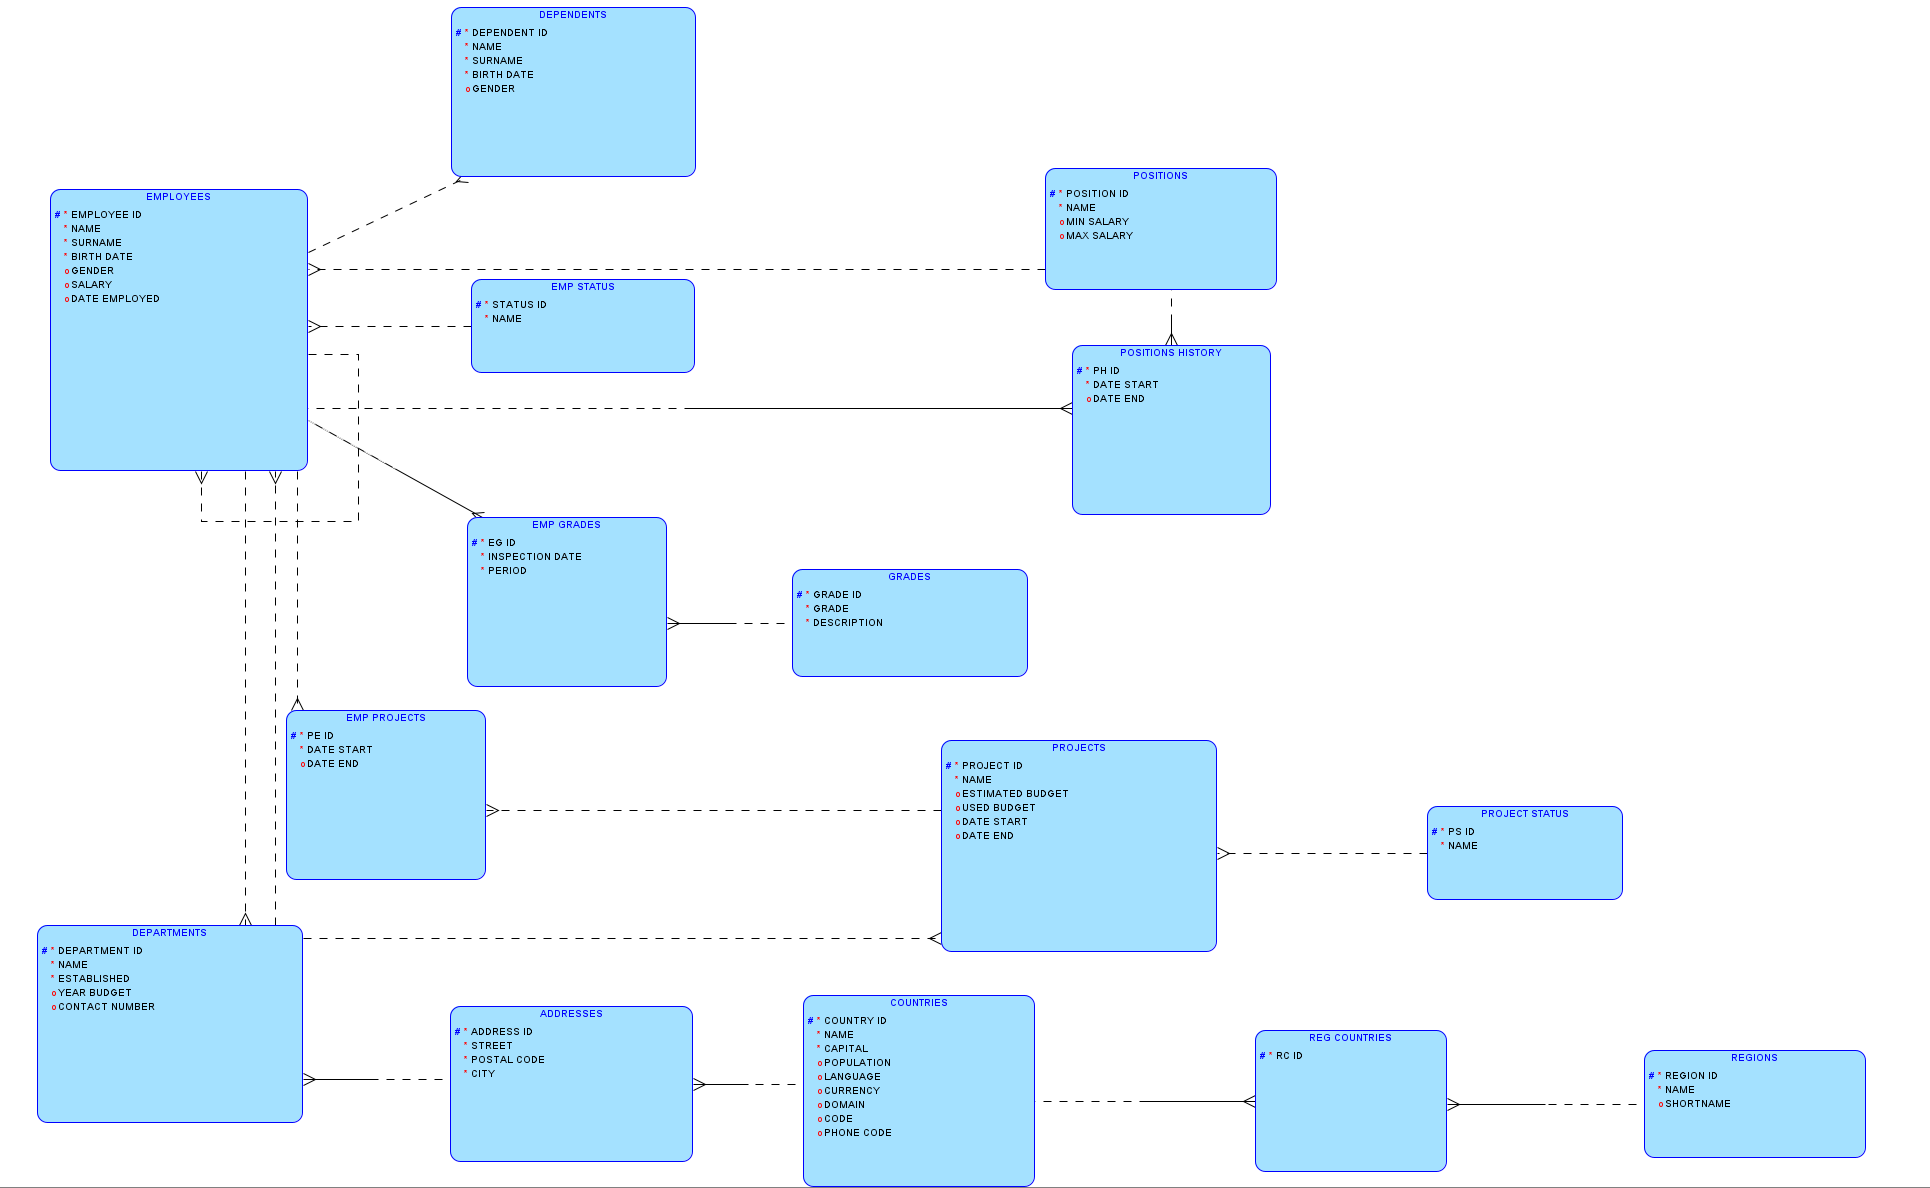 DEPENDENTS
# * DEPENDENT ID
* NAME
* SURNAME
* BIRTH DATE
o GENDER
EMPLOYEES
# * EMPLOYEE ID
* NAME
* SURNAME
* BIRTH DATE
o GENDER
o SALARY
o DATE EMPLOYED
POSITIONS
# * POSITION ID
* NAME
o MIN SALARY
o MAX SALARY
EMP STATUS
# * STATUS ID
* NAME
POSITIONS HISTORY
# * PH ID
* DATE START
o DATE END
EMP GRADES
# * EG ID
* INSPECTION DATE
* PERIOD
GRADES
# * GRADE ID
* GRADE
* DESCRIPTION
EMP PROJECTS
# * PE ID
* DATE START
o DATE END
PROJECTS
# * PROJECT ID
* NAME
o ESTIMATED BUDGET
o USED BUDGET
o DATE START
o DATE END
PROJECT STATUS
# * PS ID
* NAME
DEPARTMENTS
# * DEPARTMENT ID
* NAME
* ESTABLISHED
o YEAR BUDGET
o CONTACT NUMBER
ADDRESSES
# * ADDRESS ID
* STREET
* POSTAL CODE
* CITY
COUNTRIES
# * COUNTRY ID
* NAME
* CAPITAL
o POPULATION
o LANGUAGE
o CURRENCY
o DOMAIN
o CODE
o PHONE CODE
REG COUNTRIES
# * RC ID
REGIONS
# * REGION ID
* NAME
o SHORTNAME